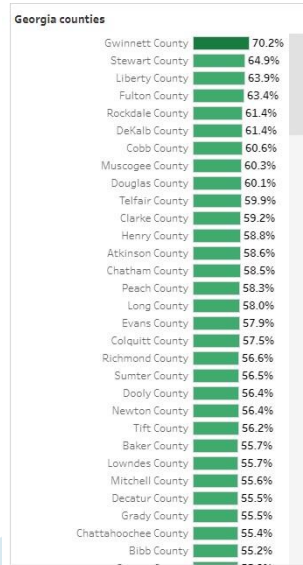 Georgia counties
Gwinnett County 70.2%
Stewart County 64.9%
Liberty County 63.9%
Fulton County 63.4%
Rockdale County 61.4%
DeKalb County 61.4%
Cobb County 60.6%
Muscogee County 60.3%
Douglas County 60.1%
Telfair County 59.9%
Clarke County 59.2%
Henry County 58.8%
Atkinson County 58.6%
Chatham County 58.5%
Peach County 58.3%
Long County 58.0%
Evans County 57.9%
Colquitt County 57.5%
Richmond County 56.6%
Sumter County 56.5%
Dooly County 56.4%
Newton County 56.4%
Tift County 56.2%
Baker County 55.7%
Lowndes County 55.7%
Mitchell County 55.6%
Decatur County 55.5%
Grady County 55.5%
Chattahoochee County 55.4%
Bibb County 55.2%